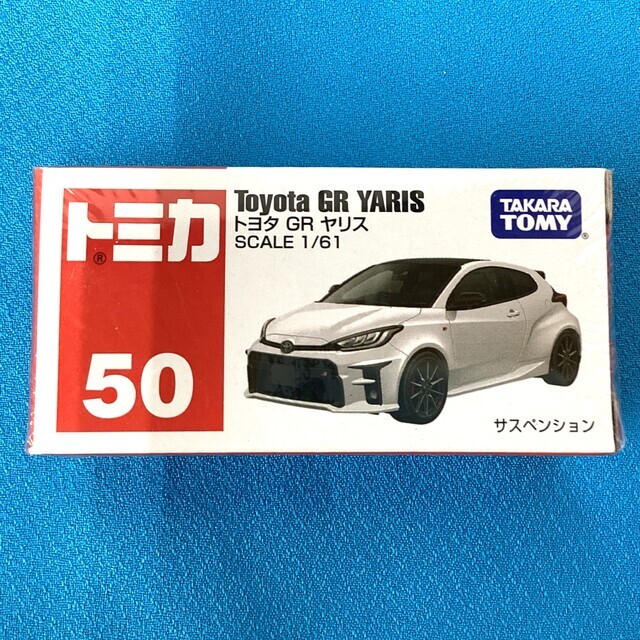 トミカ®
50
Toyota GR YARIS
トヨタ GR ヤリス
SCALE 1/61
TAKARA
TOMY®
サスペンション